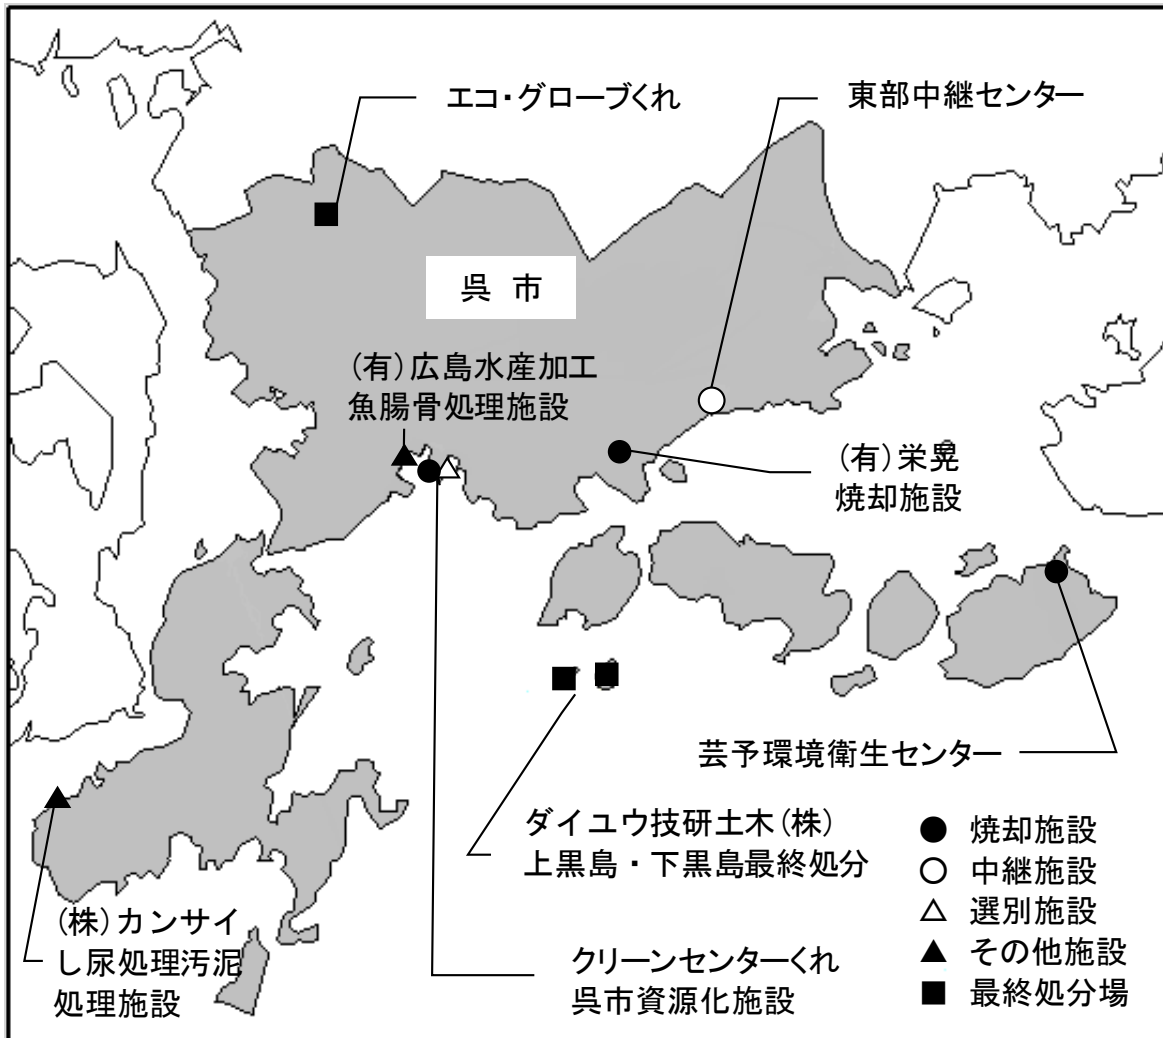 エコ・グローブくれ
東部中継センター
呉 市
(有)広島水産加工
魚腸骨処理施設
(有)栄晃
焼却施設
芸予環境衛生センター
ダイユウ技研土木(株)
上黒島・下黒島最終処分
(株)カンサイ
し尿処理汚泥
処理施設
クリーンセンターくれ
呉市資源化施設
焼却施設
中継施設
選別施設
その他施設
最終処分場